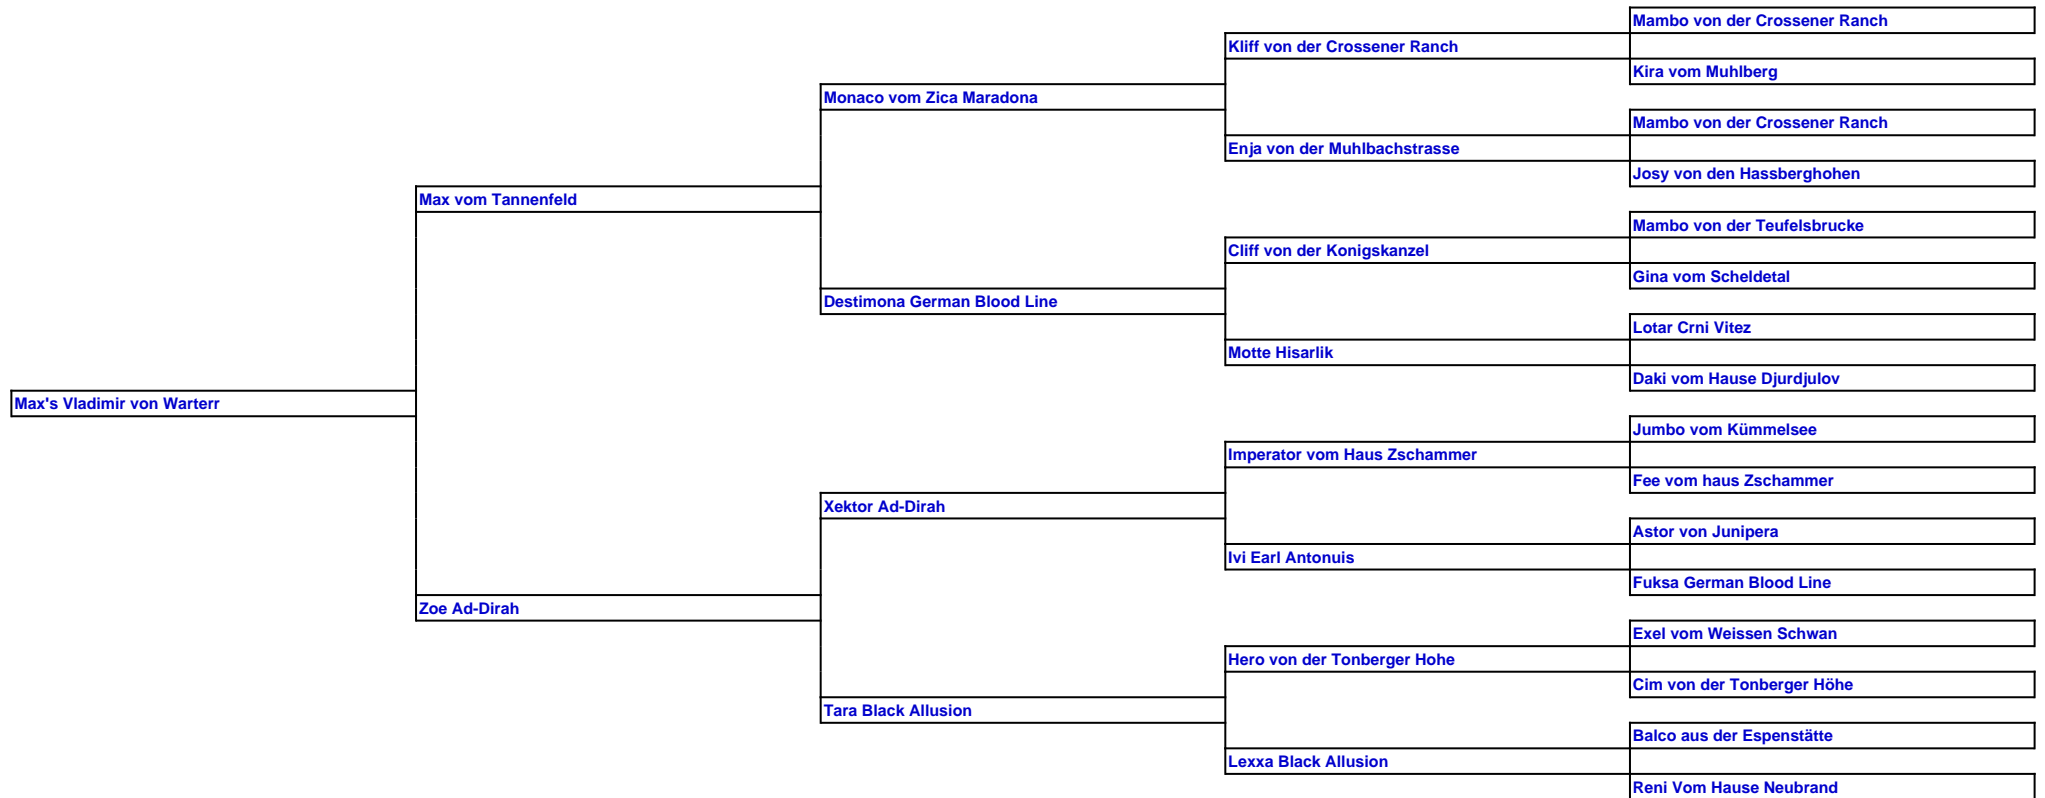 Mambo von der Crossener Ranch
Kliff von der Crossener Ranch
Kira vom Muhlberg
Monaco vom Zica Maradona
Mambo von der Crossener Ranch
Enja von der Muhlbachstrasse
Josy von den Hassberghohen
Max vom Tannenfeld
Mambo von der Teufelsbrucke
Cliff von der Konigskanzel
Gina vom Scheldetal
Destimona German Blood Line
Lotar Crni Vitez
Motte Hisarlik
Daki vom Hause Djurdjulov
Max's Vladimir von Warterr
Jumbo vom Kümmelsee
Imperator vom Haus Zschammer
Fee vom haus Zschammer
Xektor Ad-Dirah
Astor von Junipera
Ivi Earl Antonuis
Fuksa German Blood Line
Zoe Ad-Dirah
Exel vom Weissen Schwan
Hero von der Tonberger Hohe
Cim von der Tonberger Höhe
Tara Black Allusion
Balco aus der Espenstätte
Lexxa Black Allusion
Reni Vom Hause Neubrand